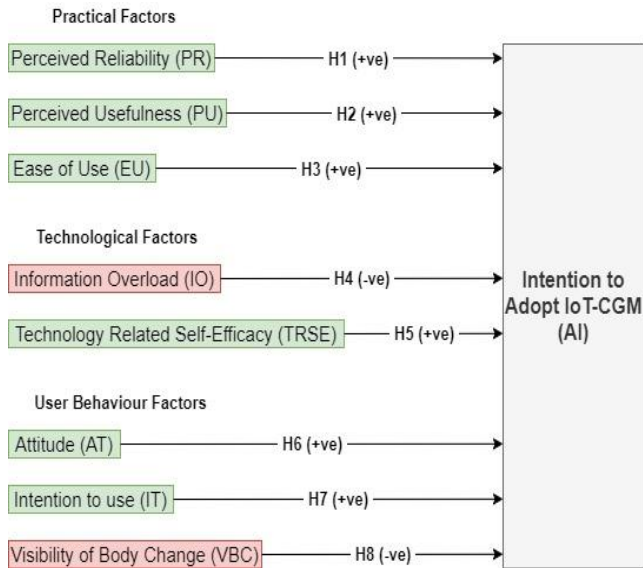 Practical Factors
Perceived Reliability (PR)
H1 (+ve)
Perceived Usefulness (PU)
H2 (+ve)
Ease of Use (EU)
H3 (+ve)
Technological Factors
Information Overload (IO)
H4 (-ve)
Technology Related Self-Efficacy (TRSE)
H5 (+ve)
User Behaviour Factors
Attitude (AT)
H6 (+ve)
Intention to use (IT)
H7 (+ve)
Visibility of Body Change (VBC)
H8 (-ve)
Intention to
Adopt IoT-CGM
(AI)